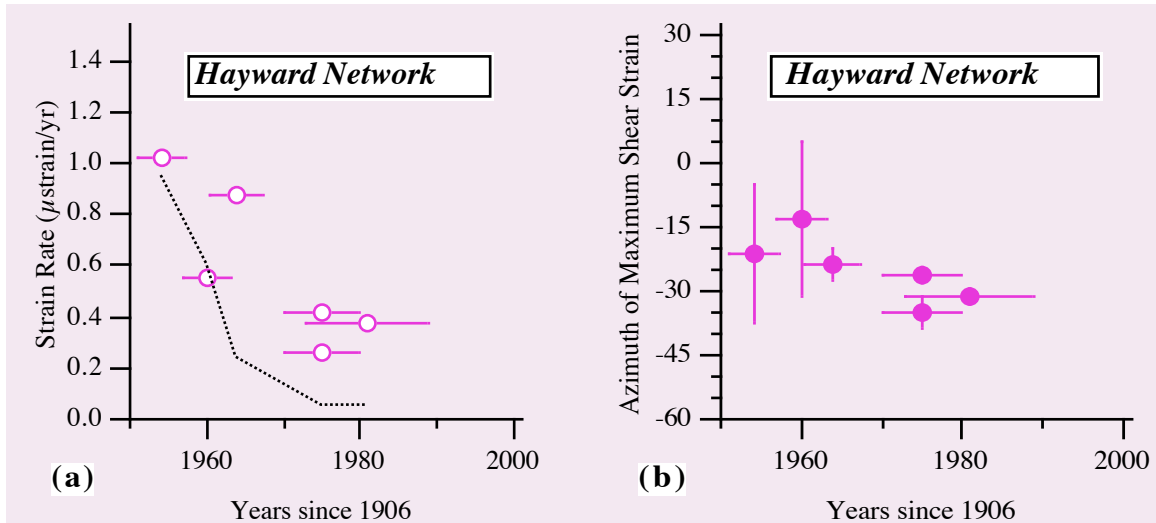 Hayward Network
Strain Rate (μstrain/yr)
1.4
1.2
1.0
0.8
0.6
0.4
0.2
0.0
1960
1980
2000
(a)
Years since 1906
Hayward Network
Azimuth of Maximum Shear Strain
30
15
0
-15
-30
-45
-60
1960
1980
2000
(b)
Years since 1906